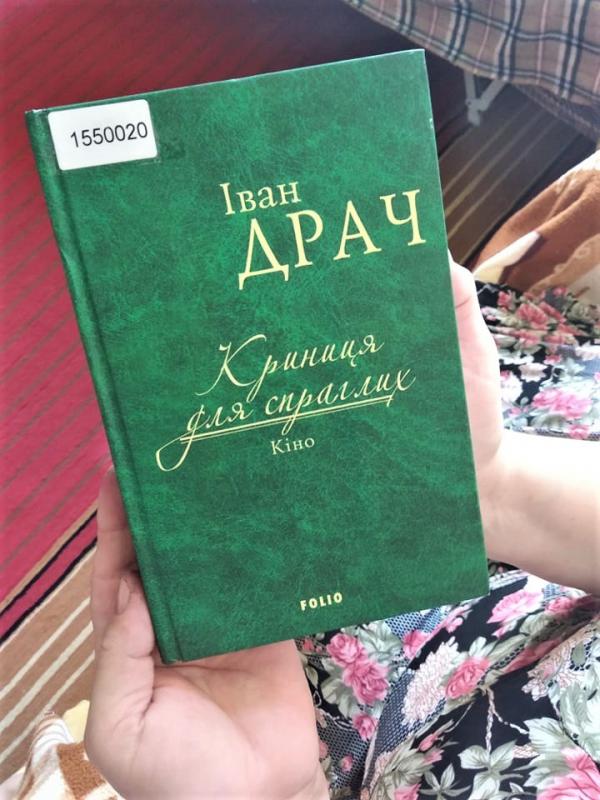 1550020
Іван
ДРАЧ
Криниця
для спраглих
Кіно
FOLIO